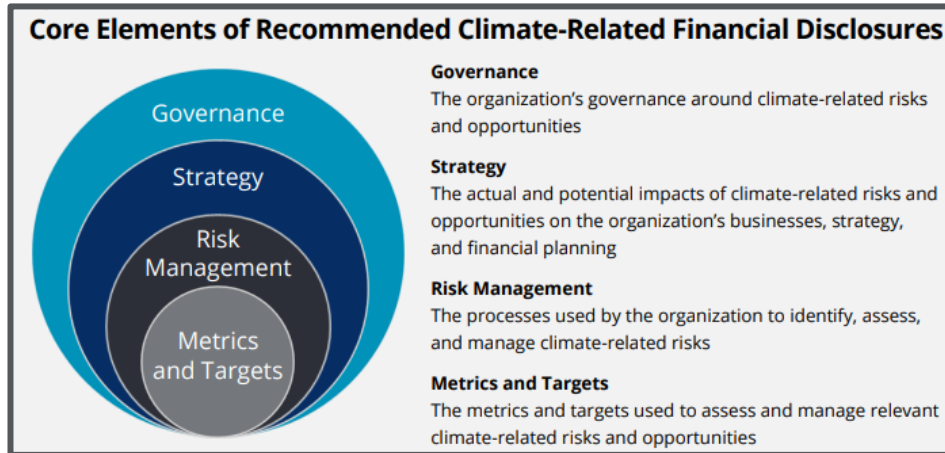 Core Elements of Recommended Climate-Related Financial Disclosures
Governance
Strategy
Risk
Management
Metrics
and Targets
Governance
The organization’s governance around climate-related risks
and opportunities
Strategy
The actual and potential impacts of climate-related risks and
opportunities on the organization’s businesses, strategy,
and financial planning
Risk Management
The processes used by the organization to identify, assess,
and manage climate-related risks
Metrics and Targets
The metrics and targets used to assess and manage relevant
climate-related risks and opportunities